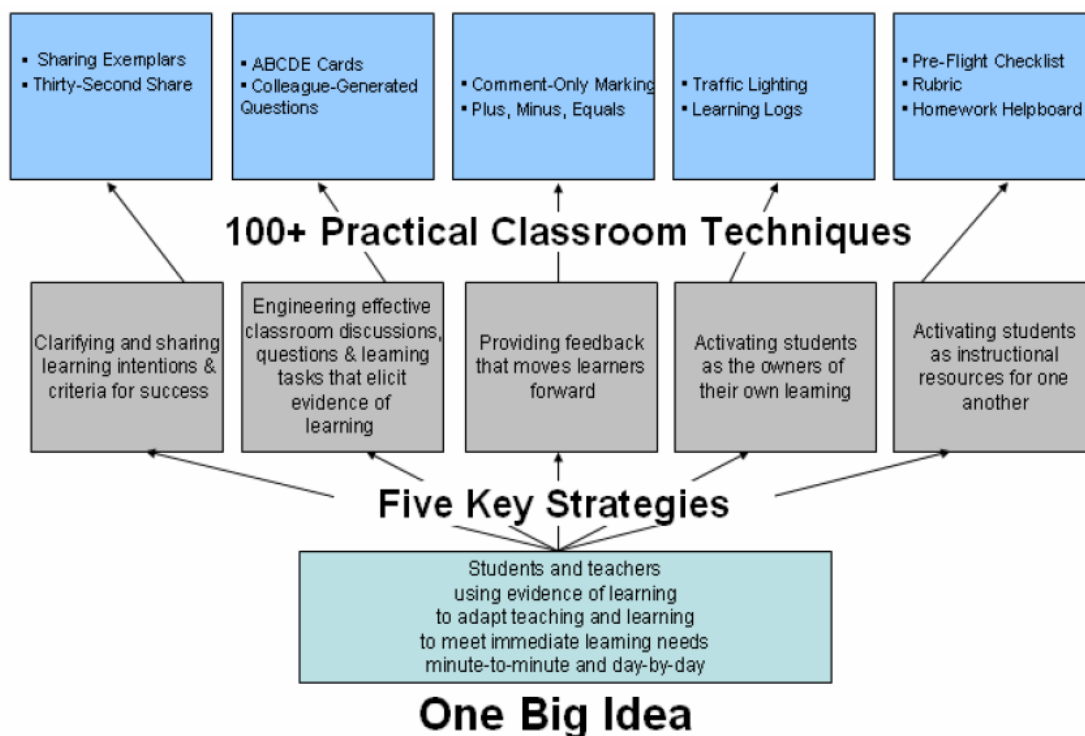 ▪ Sharing Exemplars
▪ Thirty-Second Share
▪ ABCDE Cards
▪ Colleague-Generated
Questions
▪ Comment-Only Marking
▪ Plus, Minus, Equals
▪ Traffic Lighting
▪ Learning Logs
▪ Pre-Flight Checklist
▪ Rubric
▪ Homework Helpboard
100+ Practical Classroom Techniques
Clarifying and sharing
learning intentions &
criteria for success
Engineering effective
classroom discussions,
questions & learning
tasks that elicit
evidence of
learning
Providing feedback
that moves learners
forward
Activating students
as the owners of
their own learning
Activating students
as instructional
resources for one
another
Five Key Strategies
Students and teachers
using evidence of learning
to adapt teaching and learning
to meet immediate learning needs
minute-to-minute and day-by-day
One Big Idea